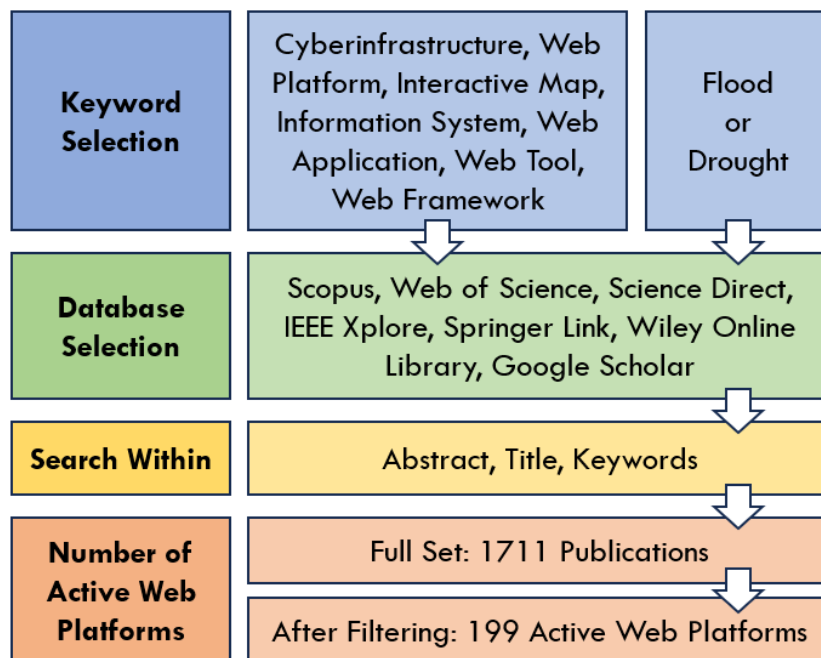 Keyword
Selection
Cyberinfrastructure, Web
Platform, Interactive Map,
Information System, Web
Application, Web Tool,
Web Framework
Flood
or
Drought
Database
Selection
Scopus, Web of Science, Science Direct,
IEEE Xplore, Springer Link, Wiley Online
Library, Google Scholar
Search Within
Abstract, Title, Keywords
Number of
Active Web
Platforms
Full Set: 1711 Publications
After Filtering: 199 Active Web Platforms